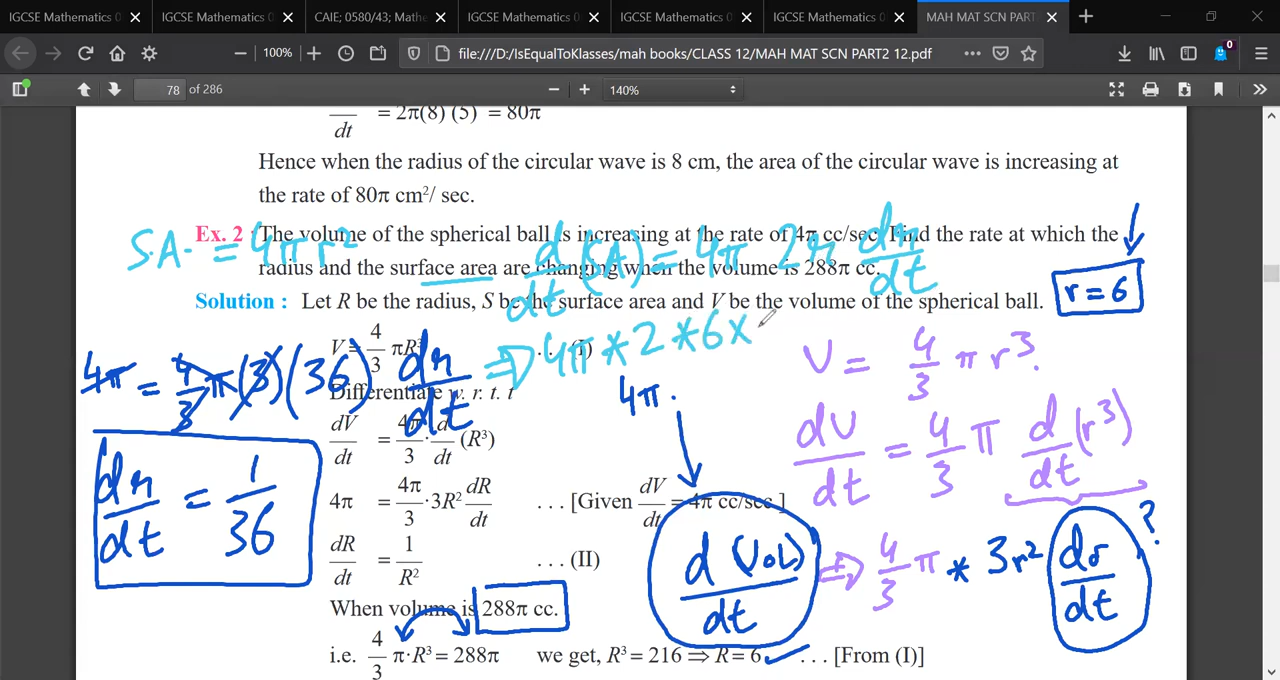 IGCSE Mathematics 0
IGCSE Mathematics 0
CAIE; 0580/43; Mathe
IGCSE Mathematics 0
IGCSE Mathematics 0
IGCSE Mathematics 0
MAH MAT SCN PART
100%
file:///D:/IsEqualToKlasses/mah books/CLASS 12/MAH MAT SCN PART2 12.pdf
0
78 of 286
140%
dt = 2π(8) (5) = 80π
Hence when the radius of the circular wave is 8 cm, the area of the circular wave is increasing at
the rate of 80π cm²/ sec.
S.A. = 4πr²
Ex. 2 : The volume of the spherical ball is increasing at the rate of 4π cc/sec. Find the rate at which the
radius and the surface area are changing when the volume is 288π cc.
d/dt (SA) = 4π 2r dr/dt
r = 6
Solution : Let R be the radius, S be the surface area and V be the volume of the spherical ball.
V = 4/3 πR³ . . . (I)
⇒ 4π * 2 * 6 ×
V = 4/3 π r³.
4π = 4/3 π (3) (36) dr/dt
Differentiate w. r. t. t
4π.
dV/dt = 4π/3 · d/dt (R³)
dV/dt = 4/3 π d/dt (r³)
4π = 4π/3 · 3R² dR/dt . . . [Given dV/dt = 4π cc/sec ]
dr/dt = 1/36
dR/dt = 1/R² . . . (II)
d (Vol)/dt ⇒ 4/3 π * 3r² dr/dt ?
When volume is 288π cc.
i.e. 4/3 π·R³ = 288π we get, R³ = 216 ⇒ R = 6 . . . [From (I)]